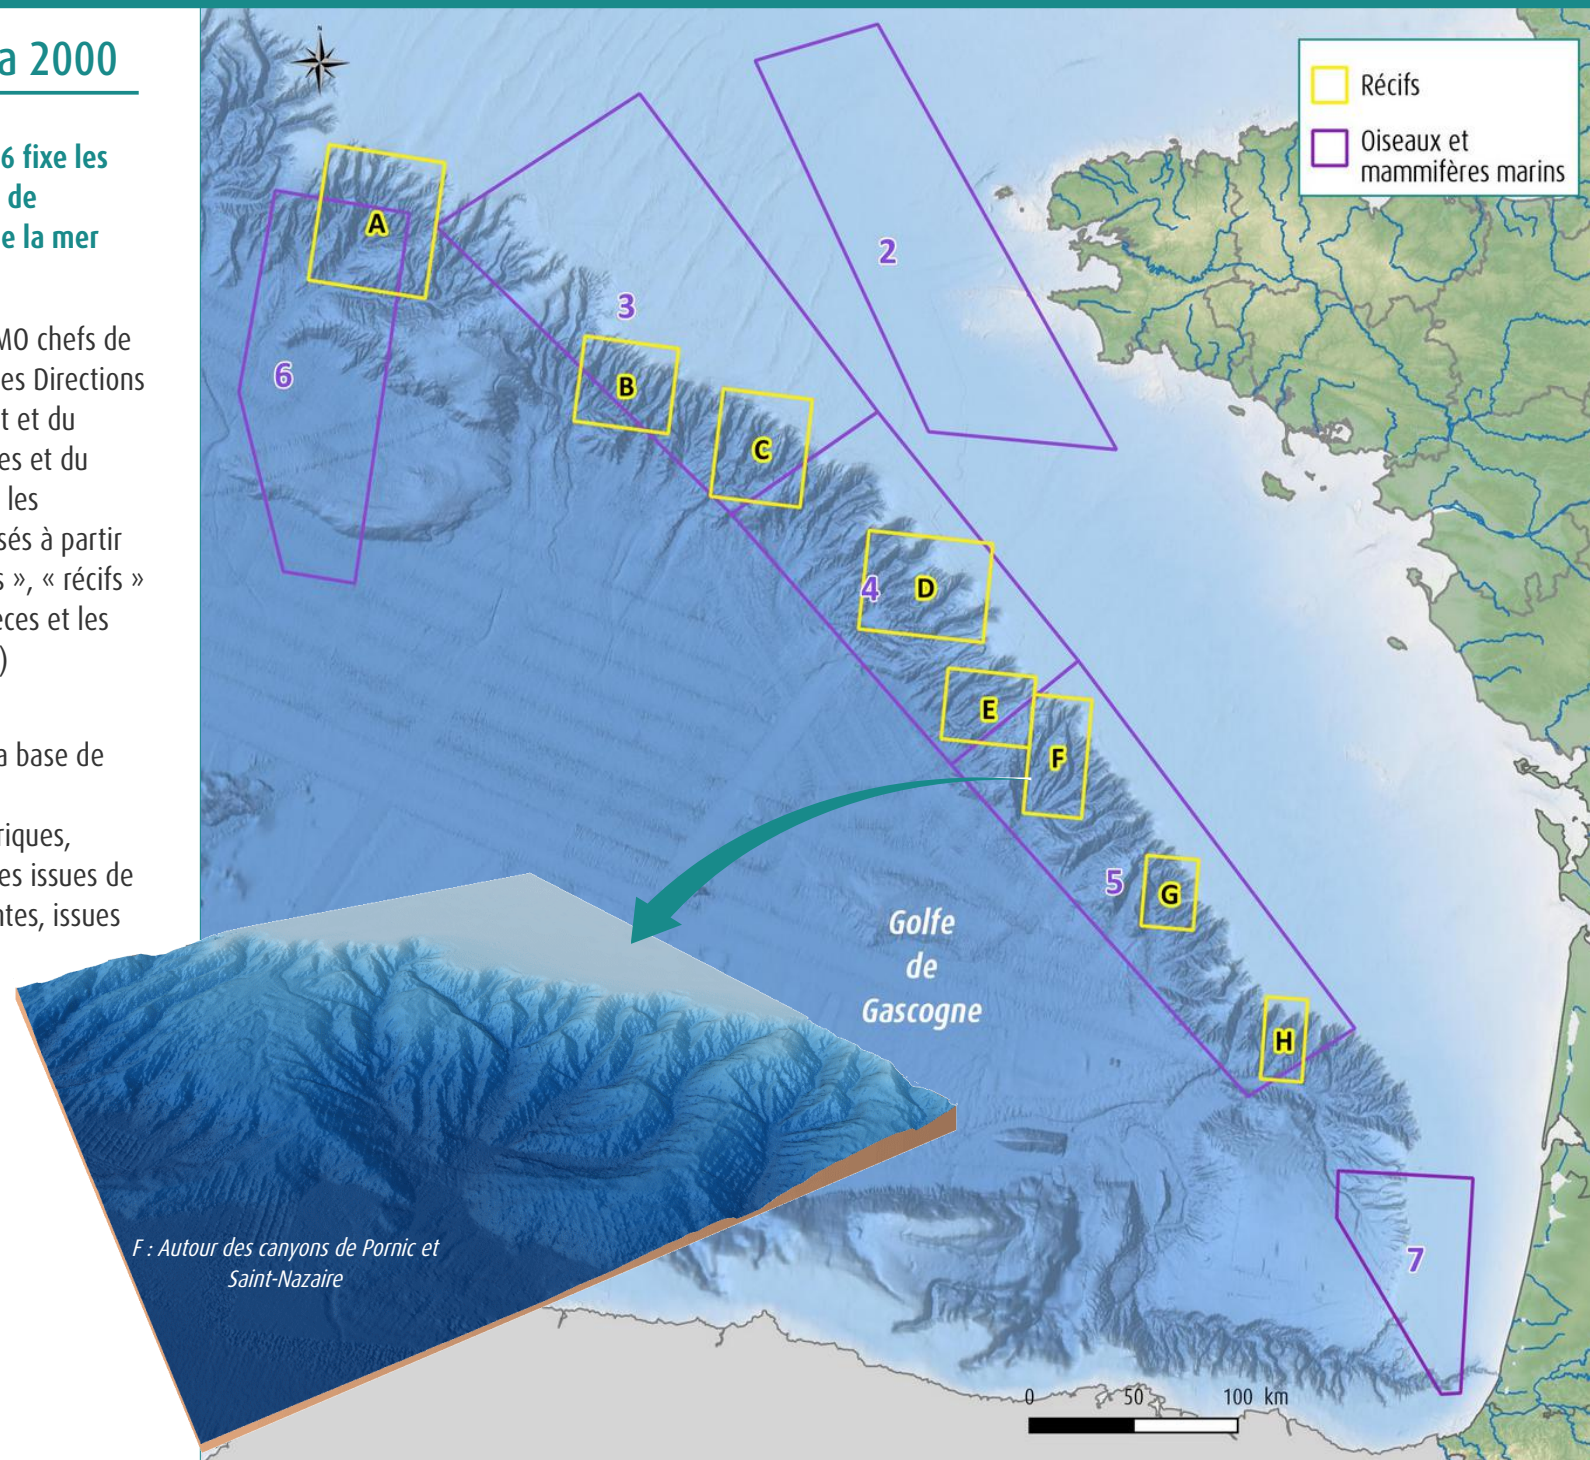 a 2000
6 fixe les
de
e la mer
MO chefs de
es Directions
t et du
es et du
les
sés à partir
s », « récifs »
èces et les
)
a base de
riques,
es issues de
ntes, issues
N
Récifs
Oiseaux et
mammifères marins
A
2
3
6
B
C
4
D
E
F
5
G
H
7
Golfe
de
Gascogne
F : Autour des canyons de Pornic et
Saint-Nazaire
0 50 100 km